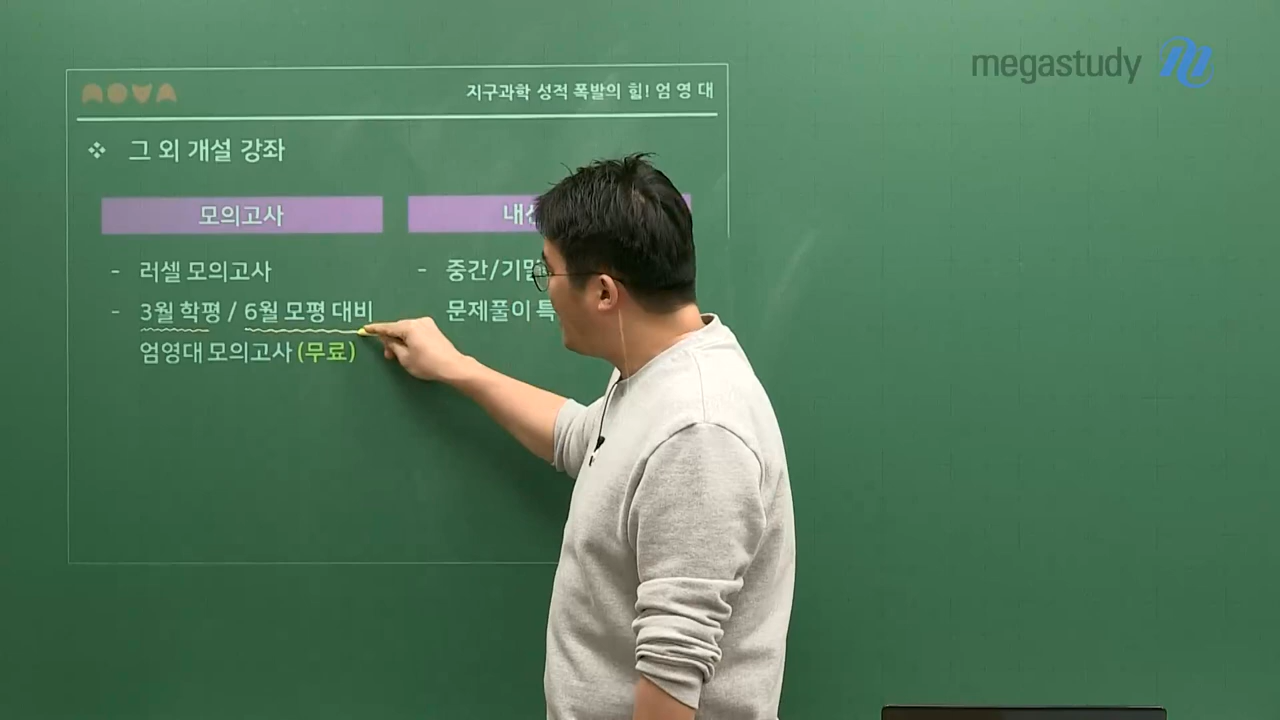 megastudy
NOVA
지구과학 성적 폭발의 힘! 엄 영 대
❖ 그 외 개설 강좌
모의고사
- 러셀 모의고사
- 3월 학평 / 6월 모평 대비
엄영대 모의고사 (무료)
- 중간/기말
문제풀이